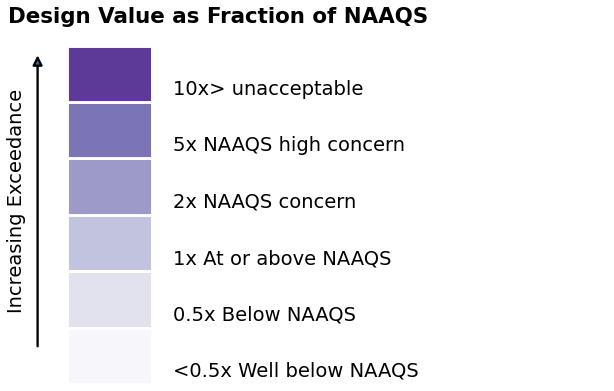 Design Value as Fraction of NAAQS
Increasing Exceedance
10x> unacceptable
5x NAAQS high concern
2x NAAQS concern
1x At or above NAAQS
0.5x Below NAAQS
<0.5x Well below NAAQS